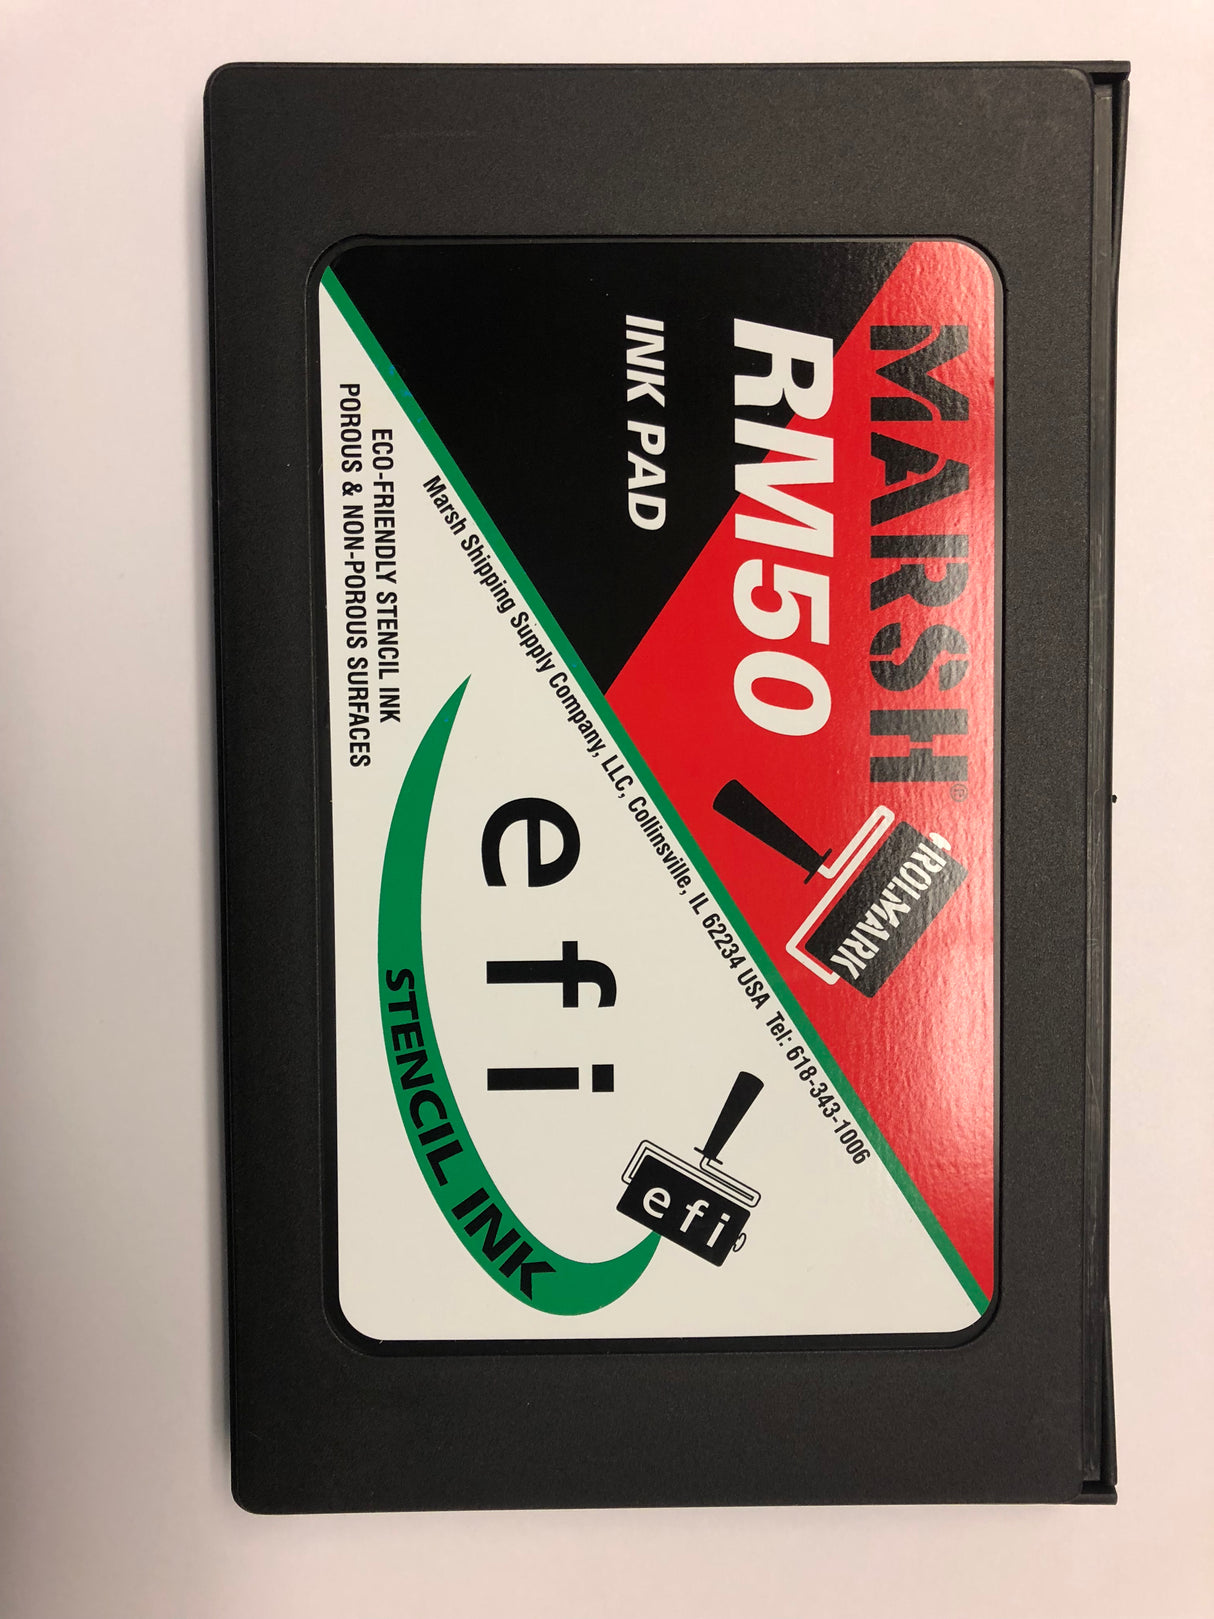 MARSH®
RM50
INK PAD
ROLMARK
Marsh Shipping Supply Company, LLC, Collinsville, IL 62234 USA Tel: 618-343-1006
efi
efi
STENCIL INK
ECO-FRIENDLY STENCIL INK
POROUS & NON-POROUS SURFACES